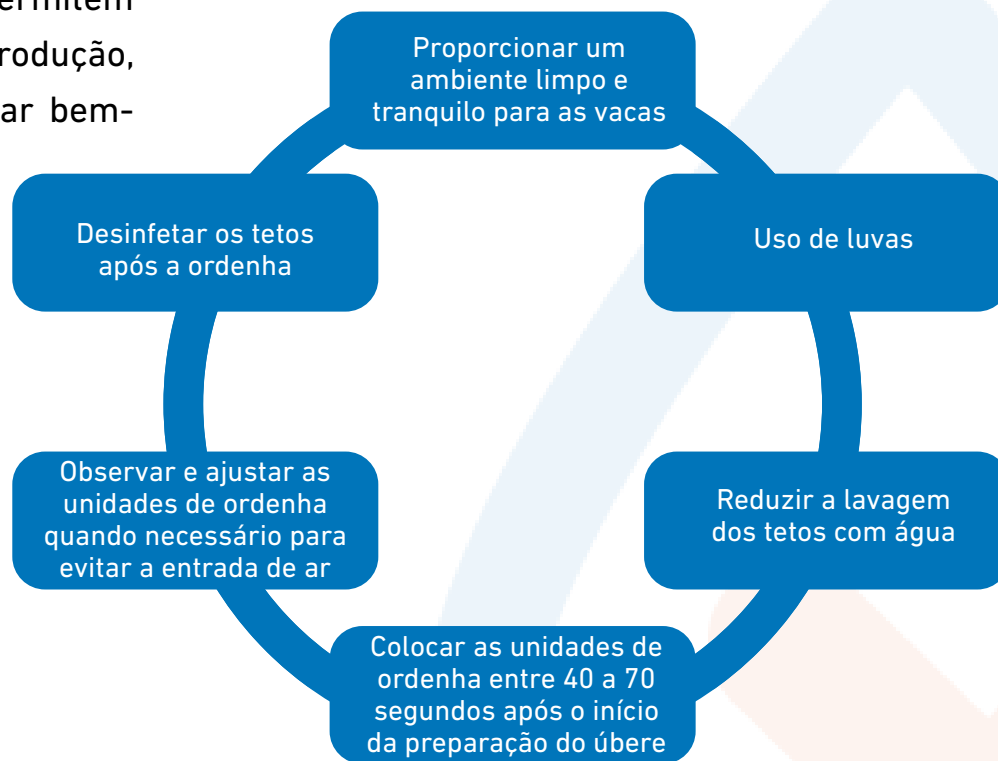 ermitem
rodução,
ar bem-
Proporcionar um
ambiente limpo e
tranquilo para as vacas
Uso de luvas
Reduzir a lavagem
dos tetos com água
Colocar as unidades de
ordenha entre 40 a 70
segundos após o início
da preparação do úbere
Observar e ajustar as
unidades de ordenha
quando necessário para
evitar a entrada de ar
Desinfetar os tetos
após a ordenha